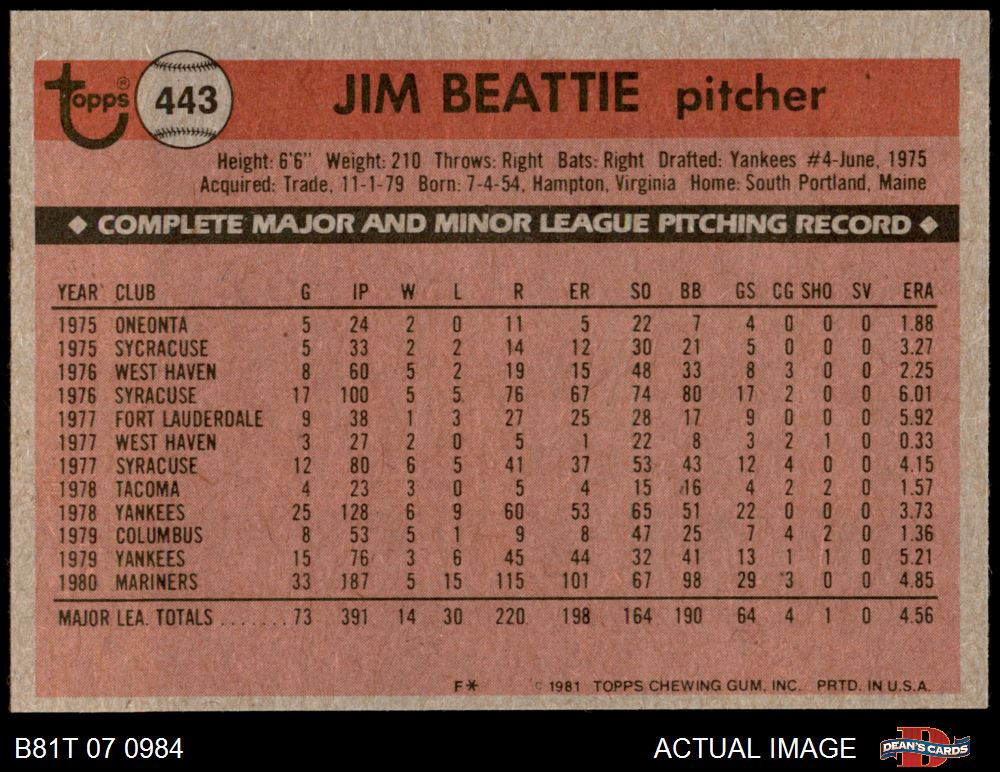 topps® 443 JIM BEATTIE pitcher
Height: 6'6" Weight: 210 Throws: Right Bats: Right Drafted: Yankees #4-June, 1975
Acquired: Trade, 11-1-79 Born: 7-4-54, Hampton, Virginia Home: South Portland, Maine
◆ COMPLETE MAJOR AND MINOR LEAGUE PITCHING RECORD ◆
YEAR CLUB G IP W L R ER SO BB GS CG SHO SV ERA
1975 ONEONTA 5 24 2 0 11 5 22 7 4 0 0 0 1.88
1975 SYCRACUSE 5 33 2 2 14 12 30 21 5 0 0 0 3.27
1976 WEST HAVEN 8 60 5 2 19 15 48 33 8 3 0 0 2.25
1976 SYRACUSE 17 100 5 5 76 67 74 80 17 2 0 0 6.01
1977 FORT LAUDERDALE 9 38 1 3 27 25 28 17 9 0 0 0 5.92
1977 WEST HAVEN 3 27 2 0 5 1 22 8 3 2 1 0 0.33
1977 SYRACUSE 12 80 6 5 41 37 53 43 12 4 0 0 4.15
1978 TACOMA 4 23 3 0 5 4 15 16 4 2 2 0 1.57
1978 YANKEES 25 128 6 9 60 53 65 51 22 0 0 0 3.73
1979 COLUMBUS 8 53 5 1 9 8 47 25 7 4 2 0 1.36
1979 YANKEES 15 76 3 6 45 44 32 41 13 1 1 0 5.21
1980 MARINERS 33 187 5 15 115 101 67 98 29 3 0 0 4.85
MAJOR LEA. TOTALS .......73 391 14 30 220 198 164 190 64 4 1 0 4.56
F* © 1981 TOPPS CHEWING GUM, INC. PRTD. IN U.S.A.
B81T 07 0984 ACTUAL IMAGE DEAN'S CARDS